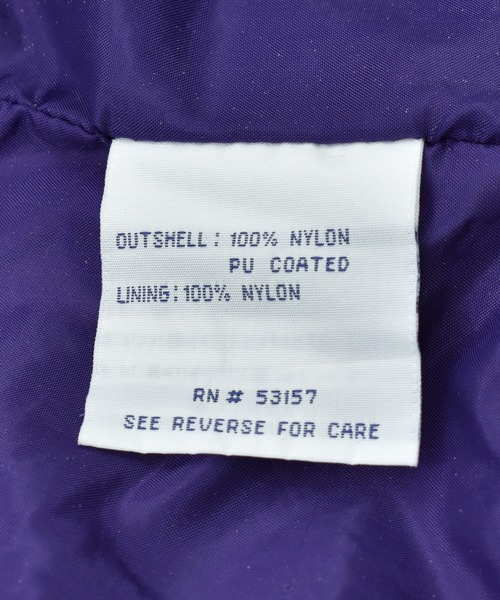 OUTSHELL: 100% NYLON
PU COATED
LINING:100% NYLON
RN # 53157
SEE REVERSE FOR CARE